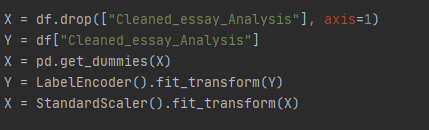 X = df.drop(["Cleaned_essay_Analysis"], axis=1)
Y = df["Cleaned_essay_Analysis"]
X = pd.get_dummies(X)
Y = LabelEncoder().fit_transform(Y)
X = StandardScaler().fit_transform(X)